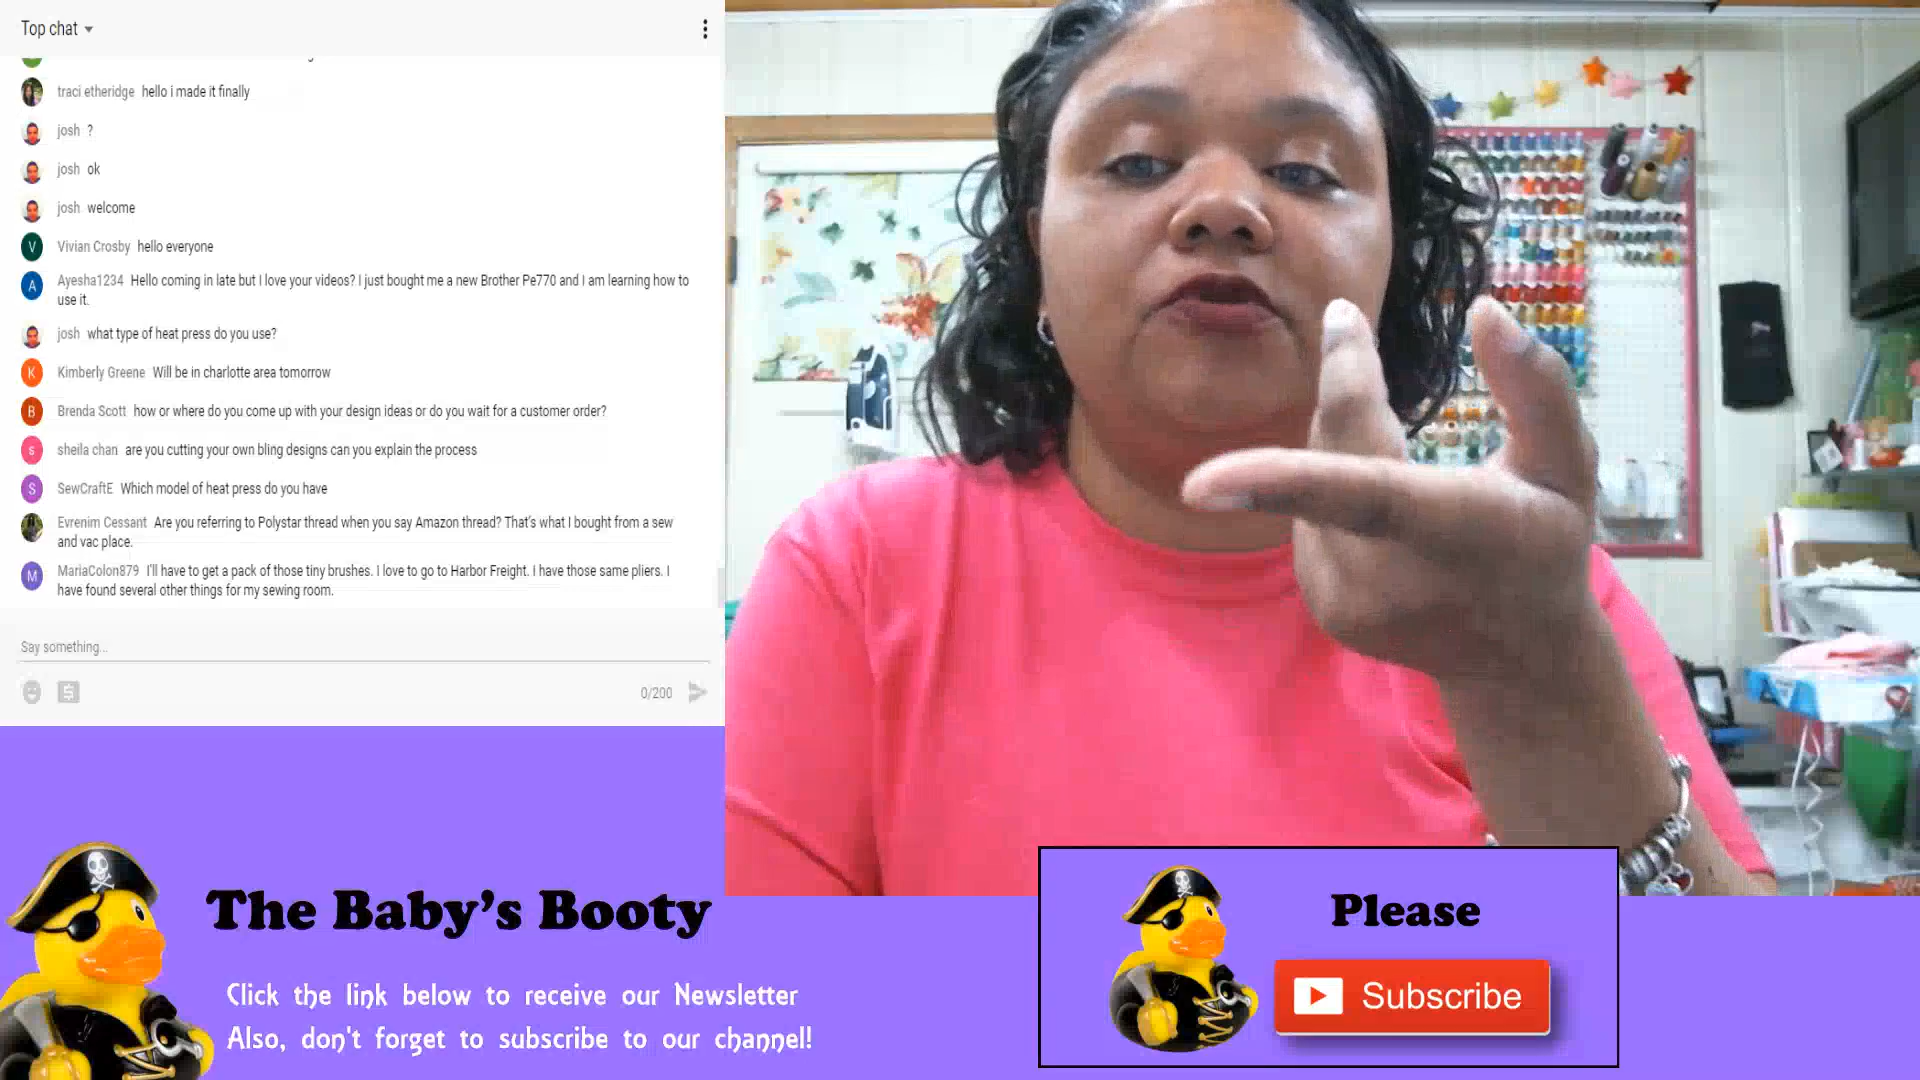 Top chat
traci etheridge hello i made it finally
josh ?
josh ok
josh welcome
V Vivian Crosby hello everyone
A Ayesha1234 Hello coming in late but I love your videos? I just bought me a new Brother Pe770 and I am learning how to
use it.
josh what type of heat press do you use?
K Kimberly Greene Will be in charlotte area tomorrow
B Brenda Scott how or where do you come up with your design ideas or do you wait for a customer order?
s sheila chan are you cutting your own bling designs can you explain the process
S SewCraftE Which model of heat press do you have
Evrenim Cessant Are you referring to Polystar thread when you say Amazon thread? That's what I bought from a sew
and vac place.
M MariaColon879 I'll have to get a pack of those tiny brushes. I love to go to Harbor Freight. I have those same pliers. I
have found several other things for my sewing room.
Say something...
0/200
The Baby's Booty
Click the link below to receive our Newsletter
Also, don't forget to subscribe to our channel!
Please
Subscribe